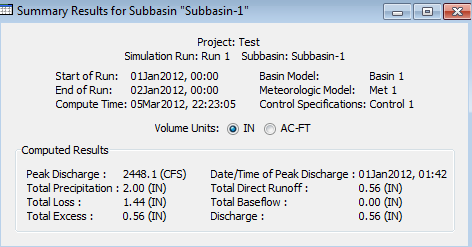 Summary Results for Subbasin "Subbasin-1"
Project: Test
Simulation Run: Run 1 Subbasin: Subbasin-1
Start of Run: 01Jan2012, 00:00 Basin Model: Basin 1
End of Run: 02Jan2012, 00:00 Meteorologic Model: Met 1
Compute Time: 05Mar2012, 22:23:05 Control Specifications: Control 1
Volume Units: IN AC-FT
Computed Results
Peak Discharge : 2448.1 (CFS) Date/Time of Peak Discharge : 01Jan2012, 01:42
Total Precipitation : 2.00 (IN) Total Direct Runoff : 0.56 (IN)
Total Loss : 1.44 (IN) Total Baseflow : 0.00 (IN)
Total Excess : 0.56 (IN) Discharge : 0.56 (IN)